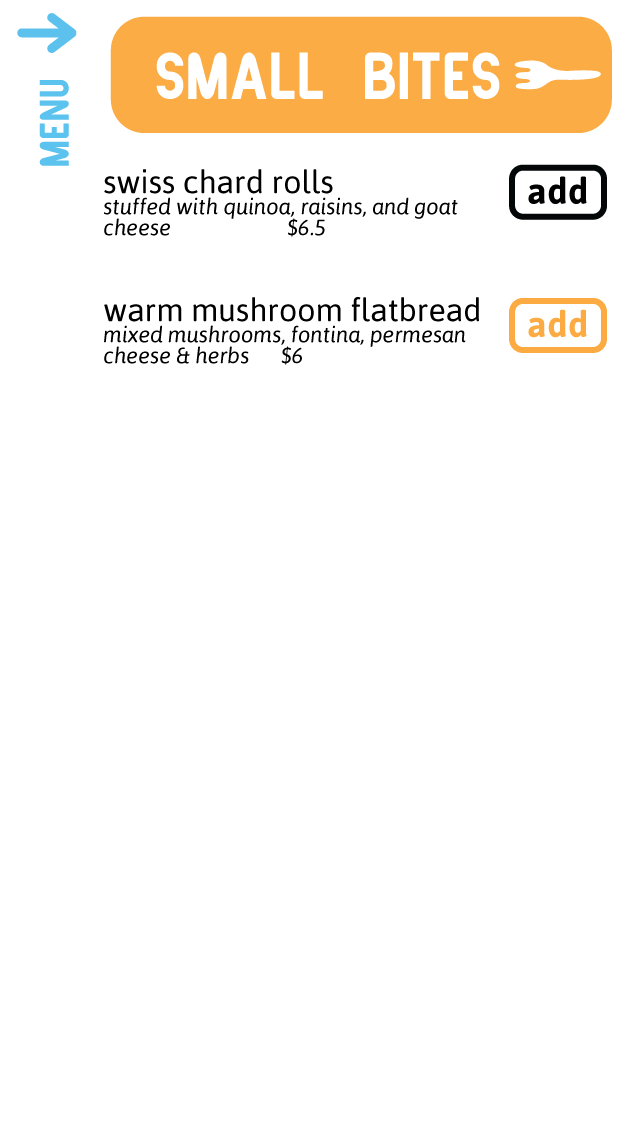 MENU
SMALL BITES
swiss chard rolls
add
stuffed with quinoa, raisins, and goat
cheese $6.5
warm mushroom flatbread
add
mixed mushrooms, fontina, permesan
cheese & herbs $6